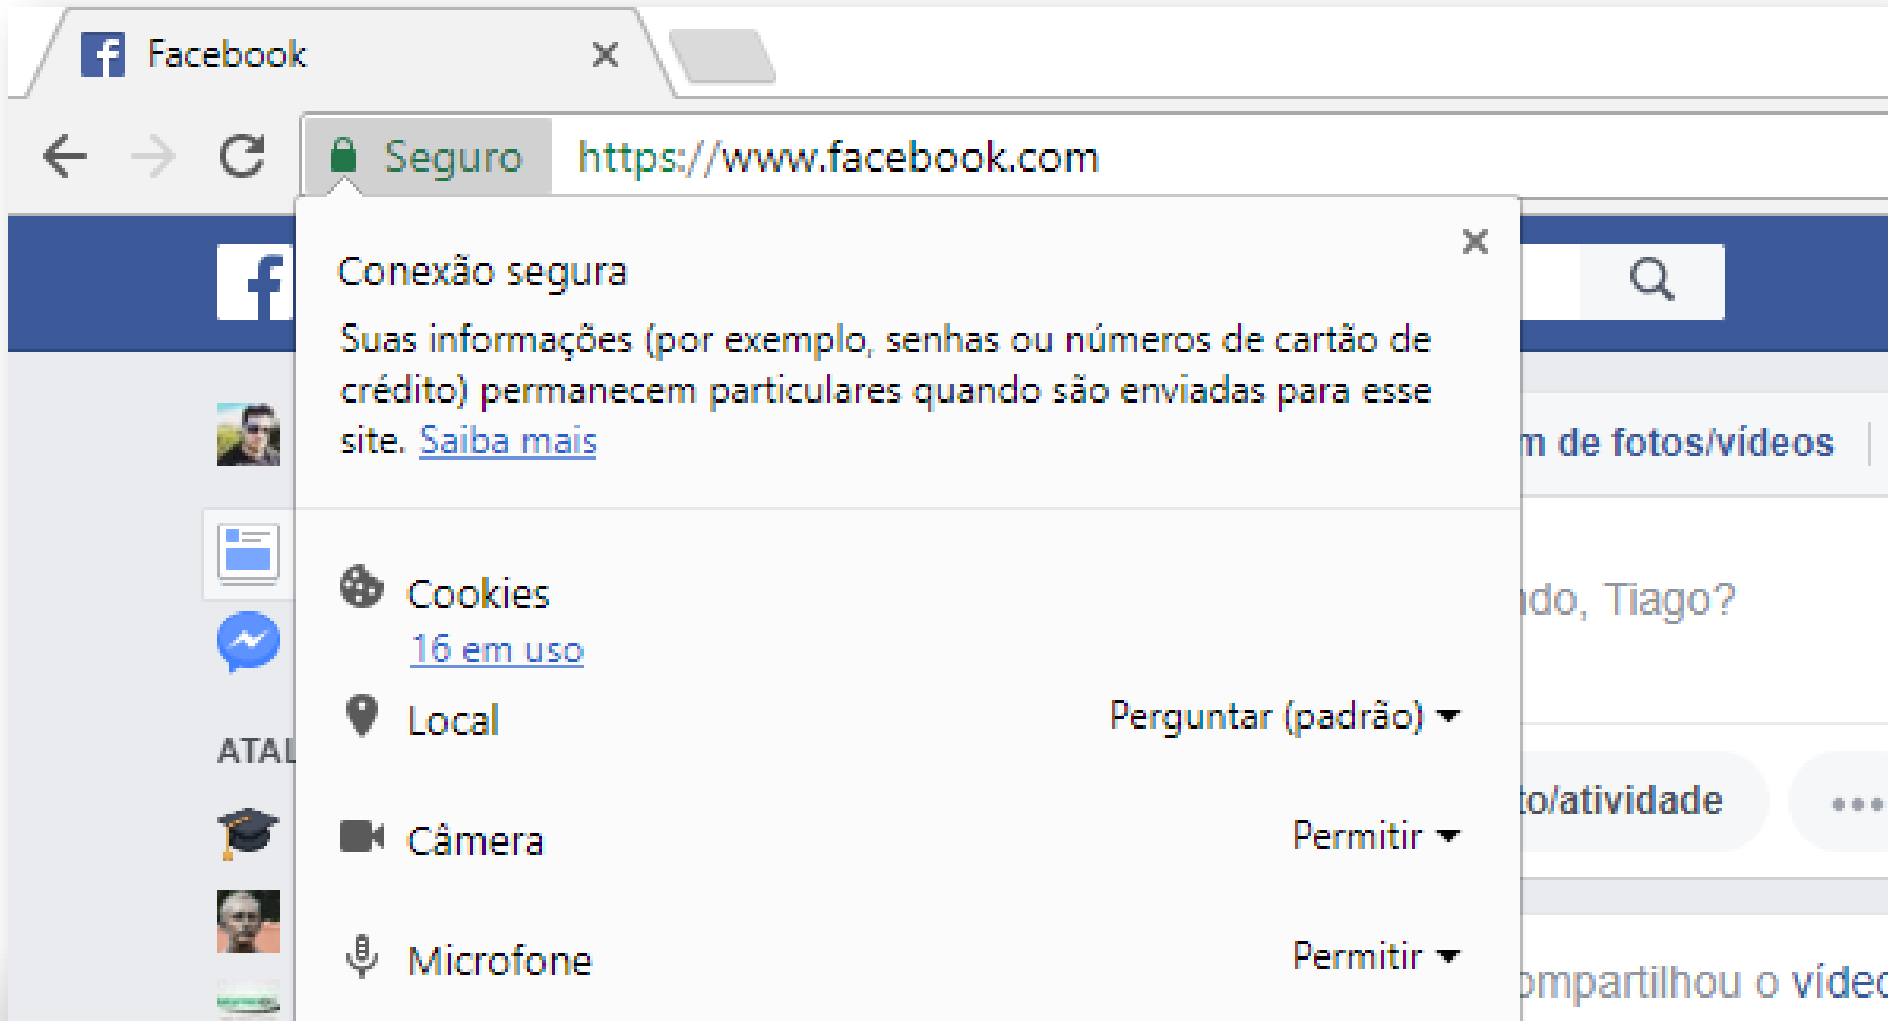 Facebook
Seguro https://www.facebook.com
Conexão segura
Suas informações (por exemplo, senhas ou números de cartão de
crédito) permanecem particulares quando são enviadas para esse
site. Saiba mais
m de fotos/vídeos
Cookies
16 em uso
ndo, Tiago?
Local Perguntar (padrão)
ATAL
to/atividade
Câmera Permitir
Microfone Permitir
ompartilhou o vídeo